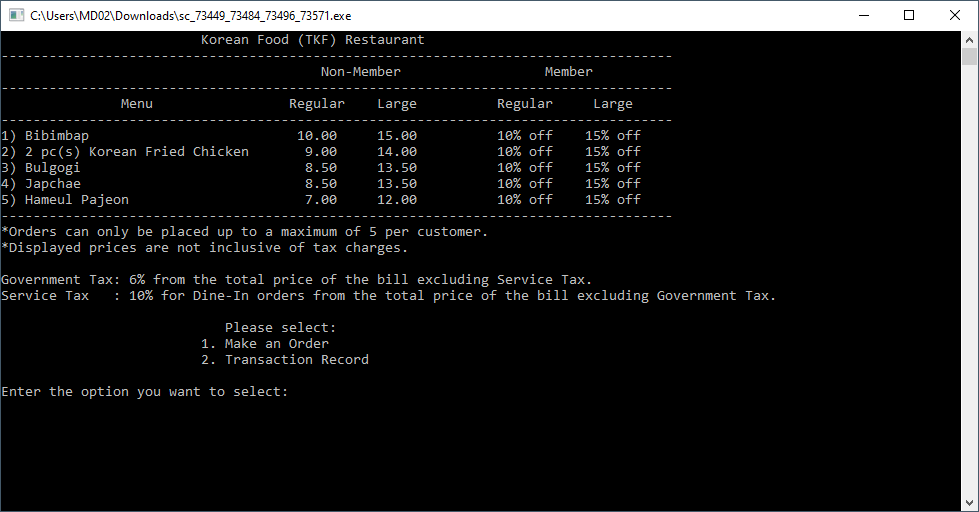 C:\Users\MD02\Downloads\sc_73449_73484_73496_73571.exe
Korean Food (TKF) Restaurant
------------------------------------------------------------------------------------
Non-Member Member
------------------------------------------------------------------------------------
Menu Regular Large Regular Large
------------------------------------------------------------------------------------
1) Bibimbap 10.00 15.00 10% off 15% off
2) 2 pc(s) Korean Fried Chicken 9.00 14.00 10% off 15% off
3) Bulgogi 8.50 13.50 10% off 15% off
4) Japchae 8.50 13.50 10% off 15% off
5) Hameul Pajeon 7.00 12.00 10% off 15% off
------------------------------------------------------------------------------------
*Orders can only be placed up to a maximum of 5 per customer.
*Displayed prices are not inclusive of tax charges.
Government Tax: 6% from the total price of the bill excluding Service Tax.
Service Tax : 10% for Dine-In orders from the total price of the bill excluding Government Tax.
Please select:
1. Make an Order
2. Transaction Record
Enter the option you want to select: